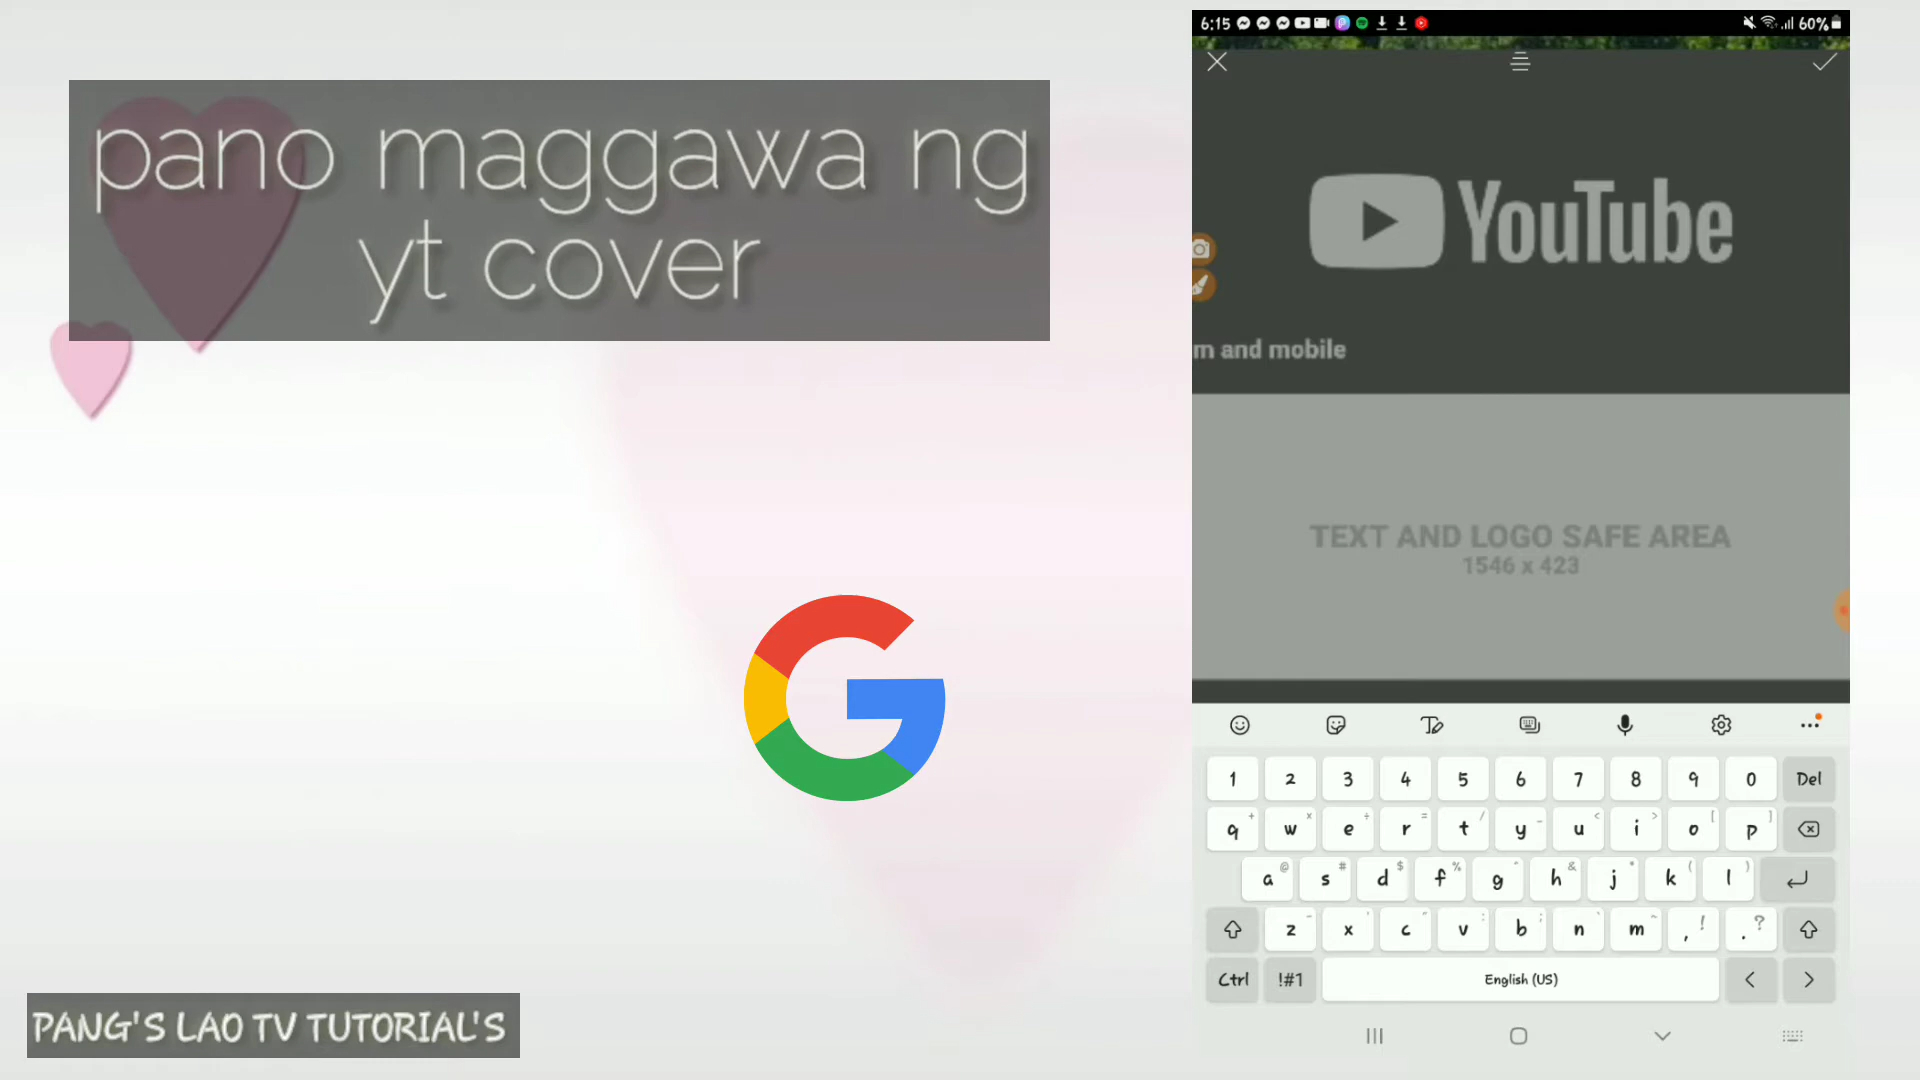 pano maggawa ng
yt cover
PANG'S LAO TV TUTORIAL'S
6:15
60%
YouTube
m and mobile
TEXT AND LOGO SAFE AREA
1546 x 423
1 2 3 4 5 6 7 8 9 0 Del
q w e r t y u i o p
a s d f g h j k l
z x c v b n m , ! . ?
Ctrl !#1 English (US) < >